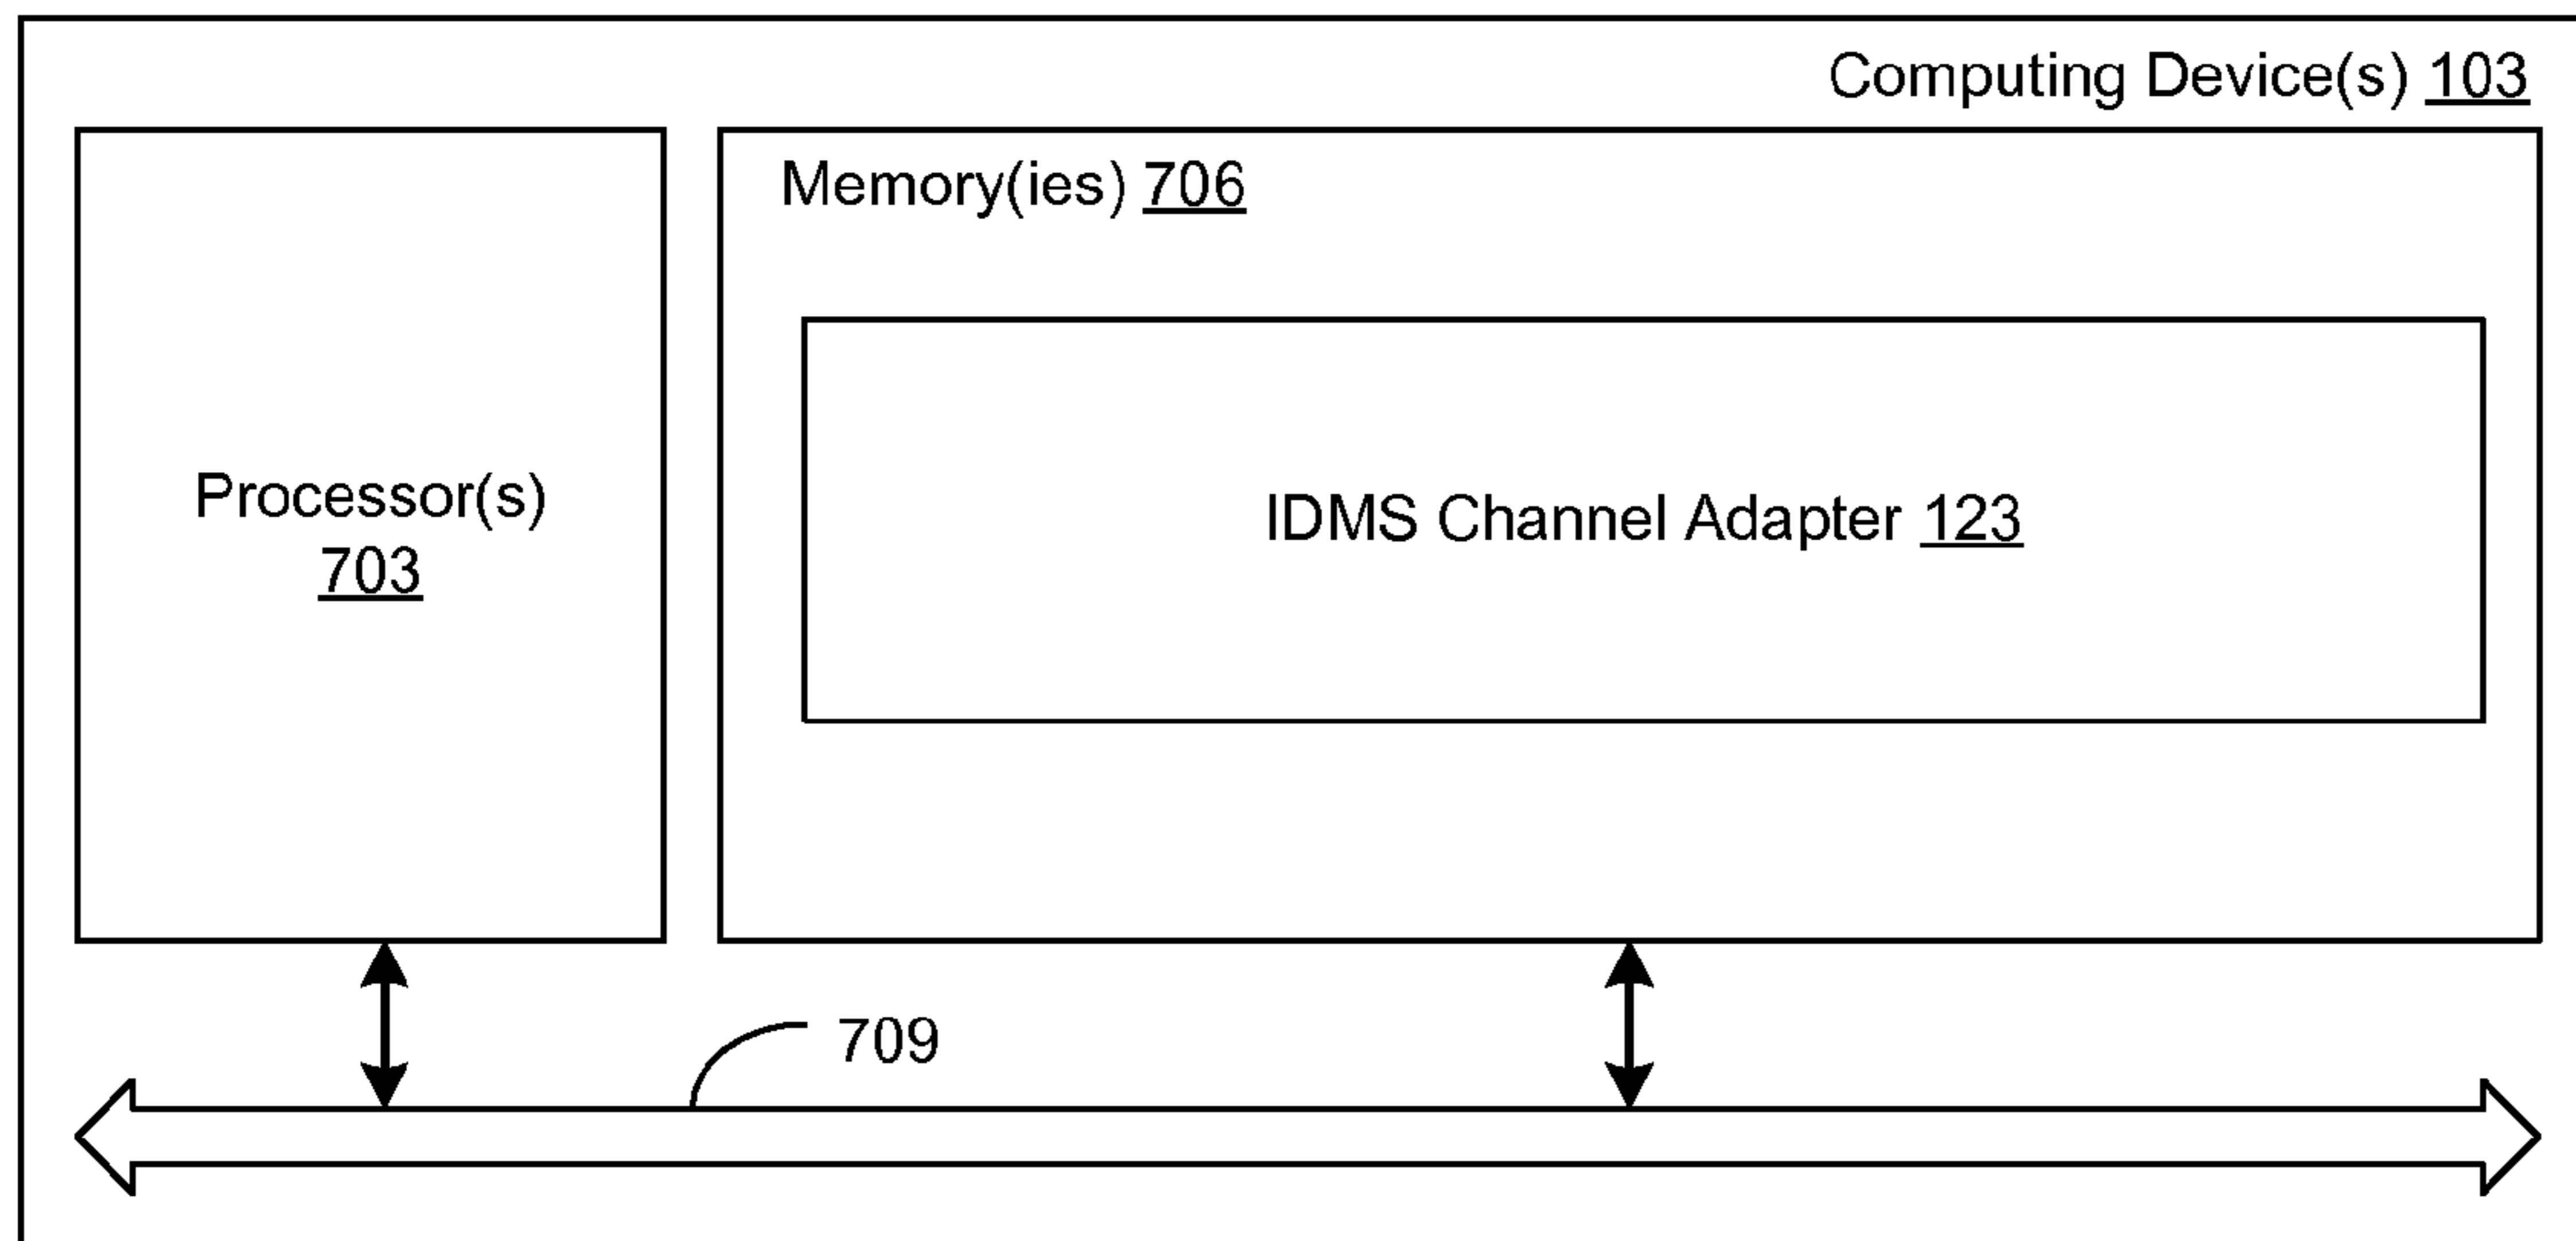 Computing Device(s) 103
Memory(ies) 706
Processor(s)
703
IDMS Channel Adapter 123
709